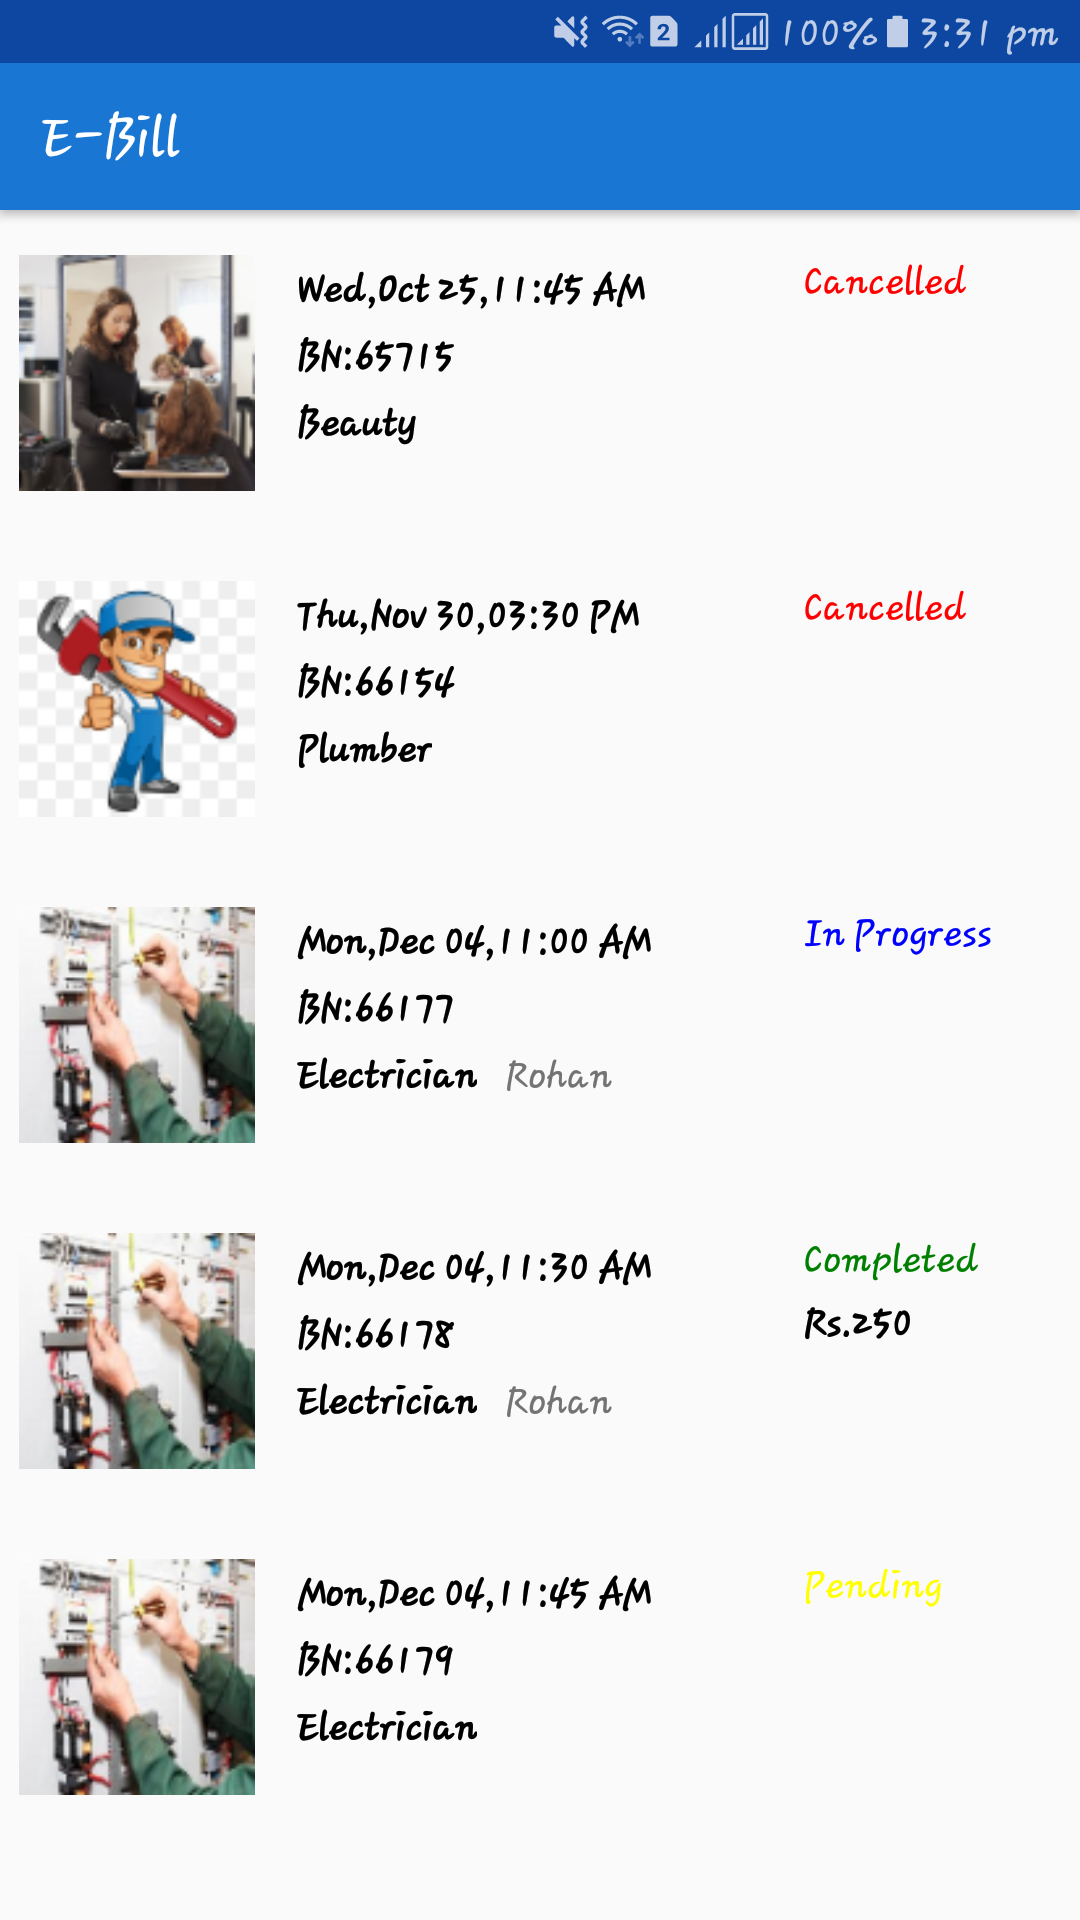 2 100% 3:31 pm
E-Bill
Wed,Oct 25,11:45 AM Cancelled
BN:65715
Beauty
Thu,Nov 30,03:30 PM Cancelled
BN:66154
Plumber
Mon,Dec 04,11:00 AM In Progress
BN:66177
Electrician Rohan
Mon,Dec 04,11:30 AM Completed
BN:66178 Rs.250
Electrician Rohan
Mon,Dec 04,11:45 AM Pending
BN:66179
Electrician